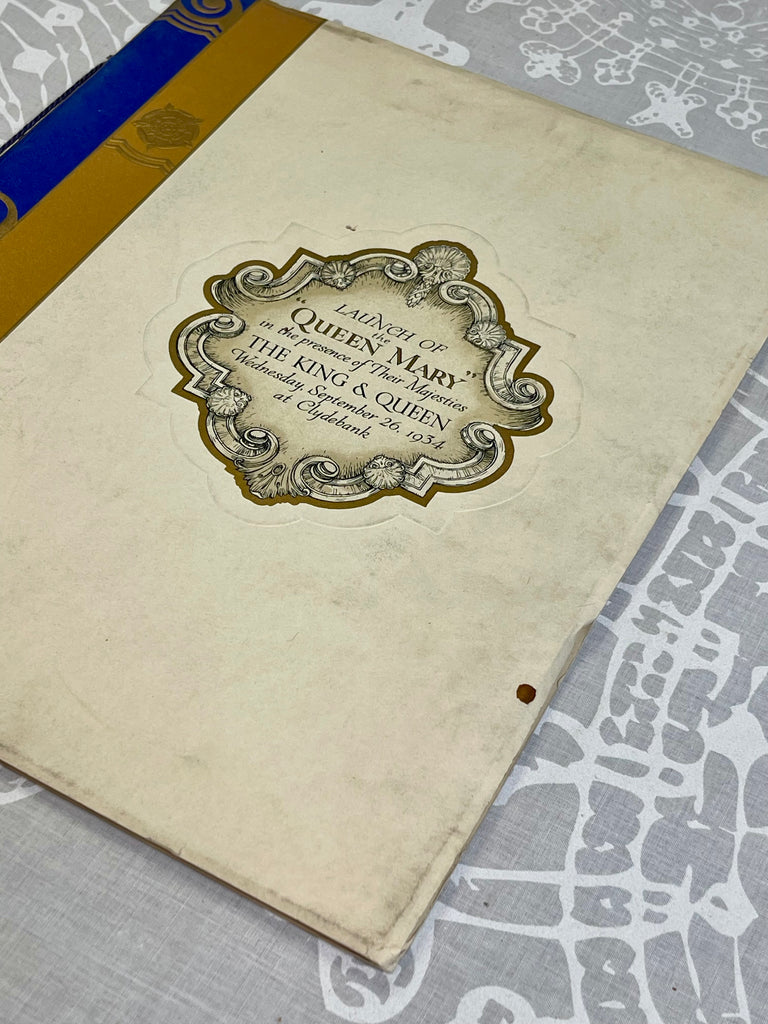 LAUNCH OF
the
"QUEEN MARY"
in the presence of Their Majesties
THE KING & QUEEN
Wednesday, September 26, 1934
at Clydebank